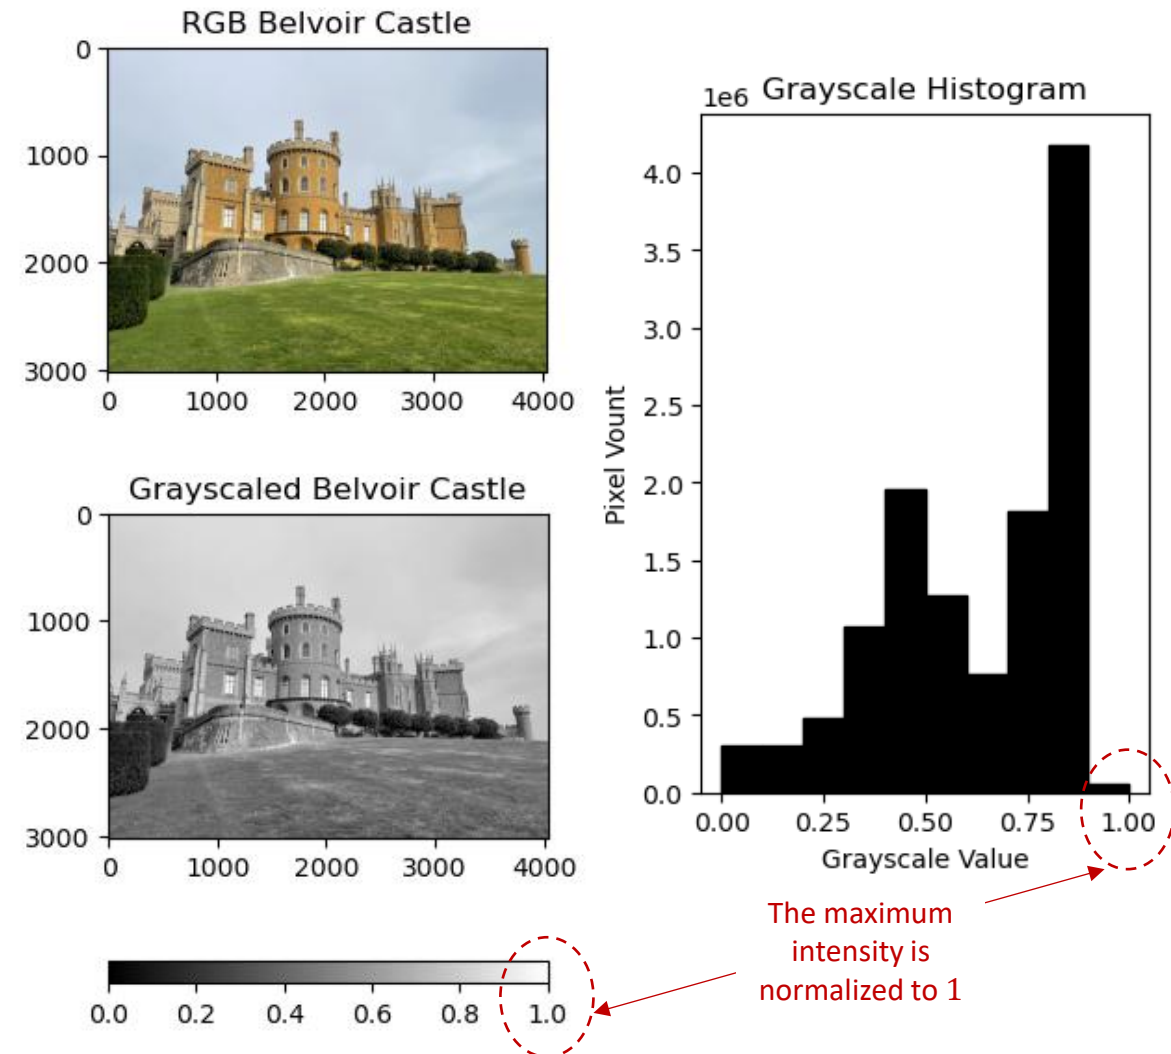 RGB Belvoir Castle
0
1000
2000
3000
0 1000 2000 3000 4000
Grayscaled Belvoir Castle
0
1000
2000
3000
0 1000 2000 3000 4000
0.0 0.2 0.4 0.6 0.8 1.0
1e6 Grayscale Histogram
4.0
3.5
3.0
2.5
2.0
1.5
1.0
0.5
0.0
Pixel Vount
0.00 0.25 0.50 0.75 1.00
Grayscale Value
The maximum
intensity is
normalized to 1